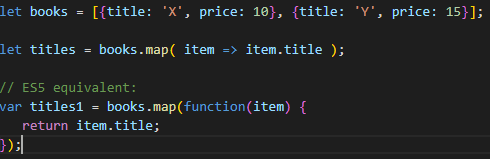 let books = [{title: 'X', price: 10}, {title: 'Y', price: 15}];
let titles = books.map( item => item.title );
// ES5 equivalent:
var titles1 = books.map(function(item) {
   return item.title;
});